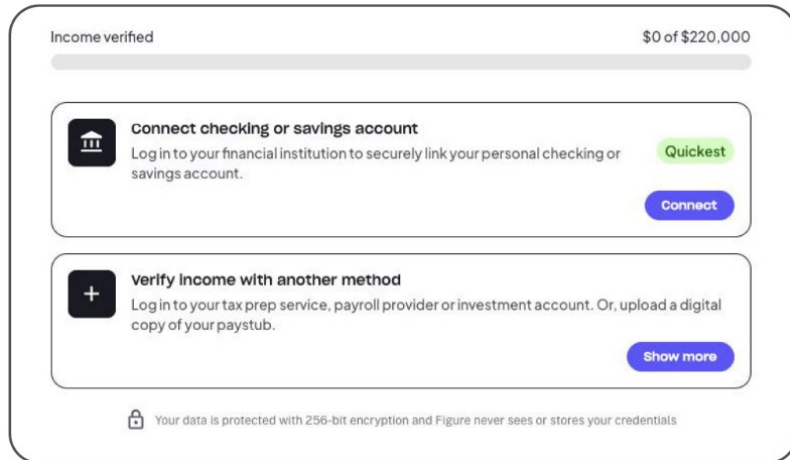 Income verified
$0 of $220,000
Connect checking or savings account
Log in to your financial institution to securely link your personal checking or
savings account.
Quickest
Connect
Verify income with another method
Log in to your tax prep service, payroll provider or investment account. Or, upload a digital
copy of your paystub.
Show more
Your data is protected with 256-bit encryption and Figure never sees or stores your credentials